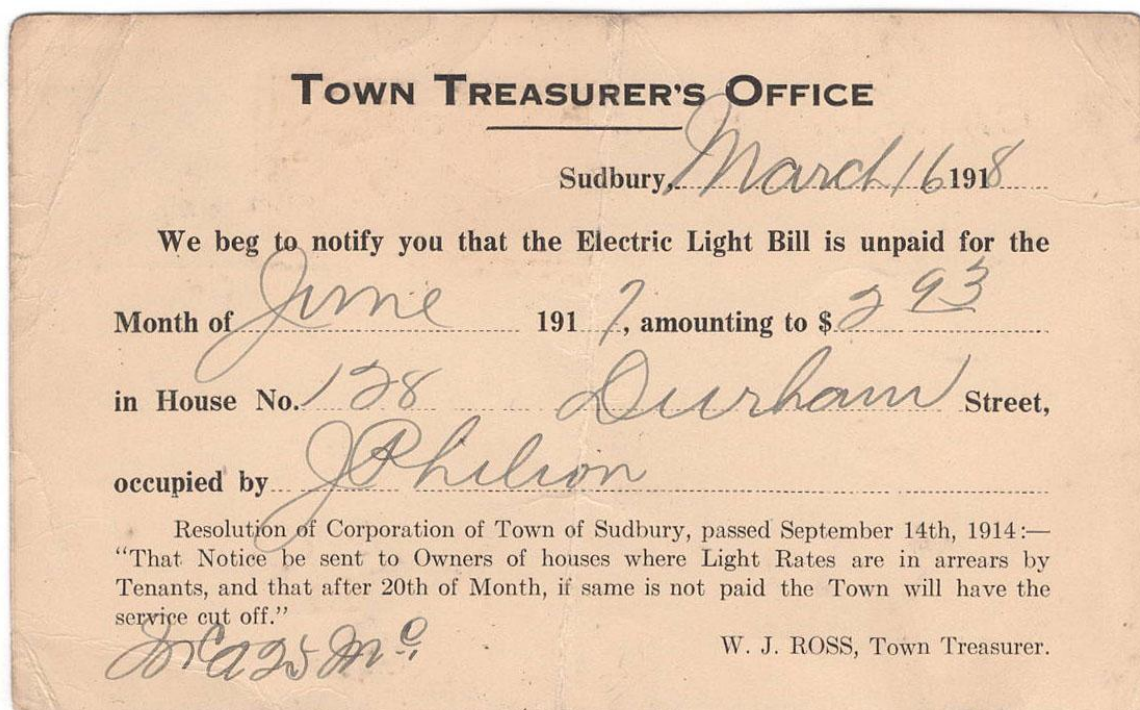 TOWN TREASURER'S OFFICE
Sudbury, March 16 1918
We beg to notify you that the Electric Light Bill is unpaid for the
Month of June 1917, amounting to $ 2 93
in House No. 128 Durham Street,
occupied by J Philion
Resolution of Corporation of Town of Sudbury, passed September 14th, 1914:—
“That Notice be sent to Owners of houses where Light Rates are in arrears by
Tenants, and that after 20th of Month, if same is not paid the Town will have the
service cut off.”
W. J. ROSS, Town Treasurer.